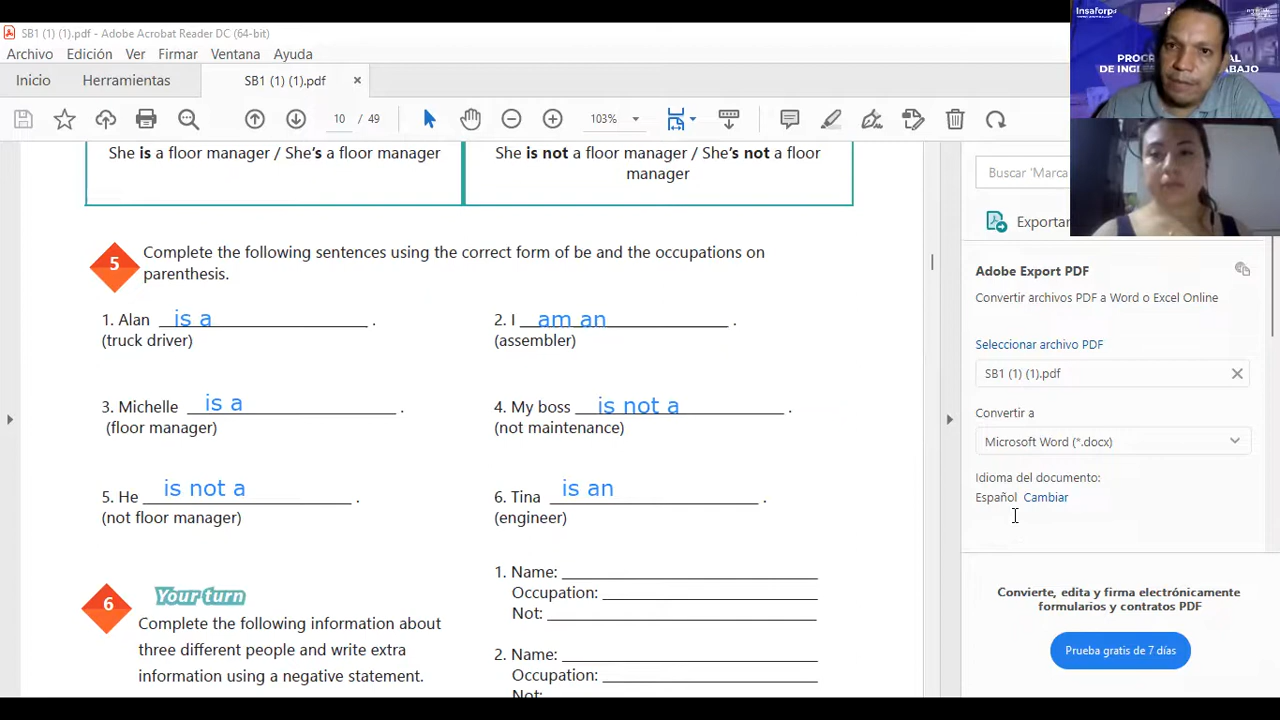 SB1 (1) (1).pdf - Adobe Acrobat Reader DC (64-bit)
Archivo Edición Ver Firmar Ventana Ayuda
Inicio Herramientas SB1 (1) (1).pdf ×
10 / 49 103%
She is a floor manager / She's a floor manager
She is not a floor manager / She's not a floor
manager
5 Complete the following sentences using the correct form of be and the occupations on
parenthesis.
1. Alan is a .
(truck driver)
2. I am an .
(assembler)
3. Michelle is a .
(floor manager)
4. My boss is not a .
(not maintenance)
5. He is not a .
(not floor manager)
6. Tina is an .
(engineer)
6 Your turn
Complete the following information about
three different people and write extra
information using a negative statement.
1. Name:
Occupation:
Not:
2. Name:
Occupation:
Not:
Buscar 'Marca
Exportar
Adobe Export PDF
Convertir archivos PDF a Word o Excel Online
Seleccionar archivo PDF
SB1 (1) (1).pdf
Convertir a
Microsoft Word (*.docx)
Idioma del documento:
Español Cambiar
Convierte, edita y firma electrónicamente
formularios y contratos PDF
Prueba gratis de 7 días
Insaforp